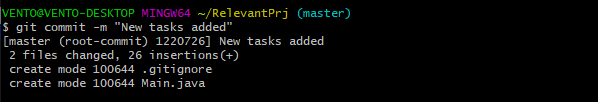 VENTO@VENTO-DESKTOP MINGW64 ~/RelevantPrj (master)
$ git commit -m "New tasks added"
[master (root-commit) 1220726] New tasks added
 2 files changed, 26 insertions(+)
 create mode 100644 .gitignore
 create mode 100644 Main.java